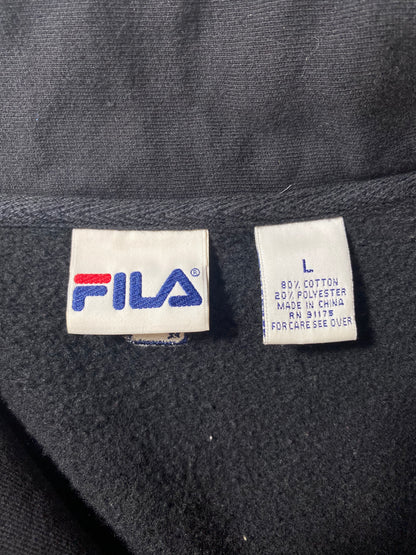 FILA®
L
80% COTTON
20% POLYESTER
MADE IN CHINA
RN 91175
FOR CARE SEE OVER